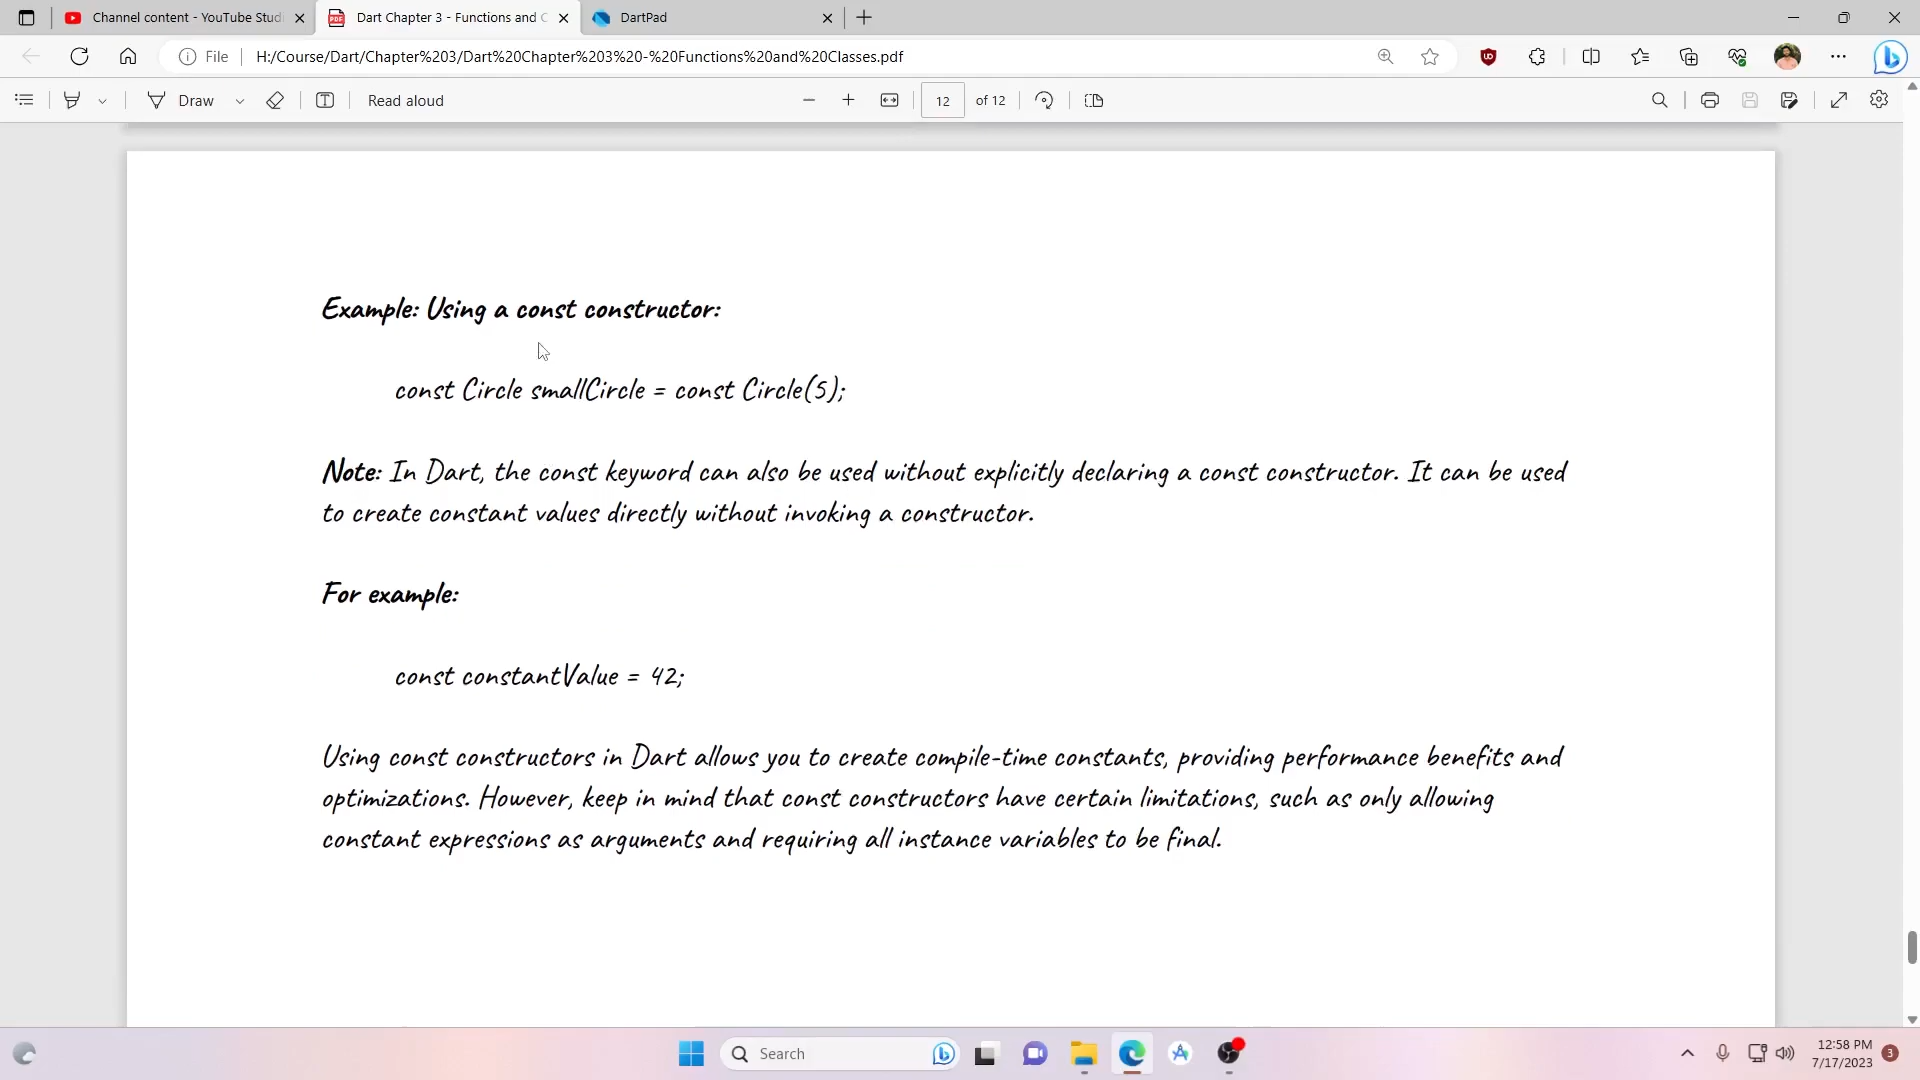 Channel content - YouTube Studi
Dart Chapter 3 - Functions and C
DartPad
File
H:/Course/Dart/Chapter%203/Dart%20Chapter%203%20-%20Functions%20and%20Classes.pdf
Draw
Read aloud
12
of 12
Example: Using a const constructor:
const Circle smallCircle = const Circle(5);
Note: In Dart, the const keyword can also be used without explicitly declaring a const constructor. It can be used
to create constant values directly without invoking a constructor.
For example:
const constantValue = 42;
Using const constructors in Dart allows you to create compile-time constants, providing performance benefits and
optimizations. However, keep in mind that const constructors have certain limitations, such as only allowing
constant expressions as arguments and requiring all instance variables to be final.
Search
12:58 PM
7/17/2023
3